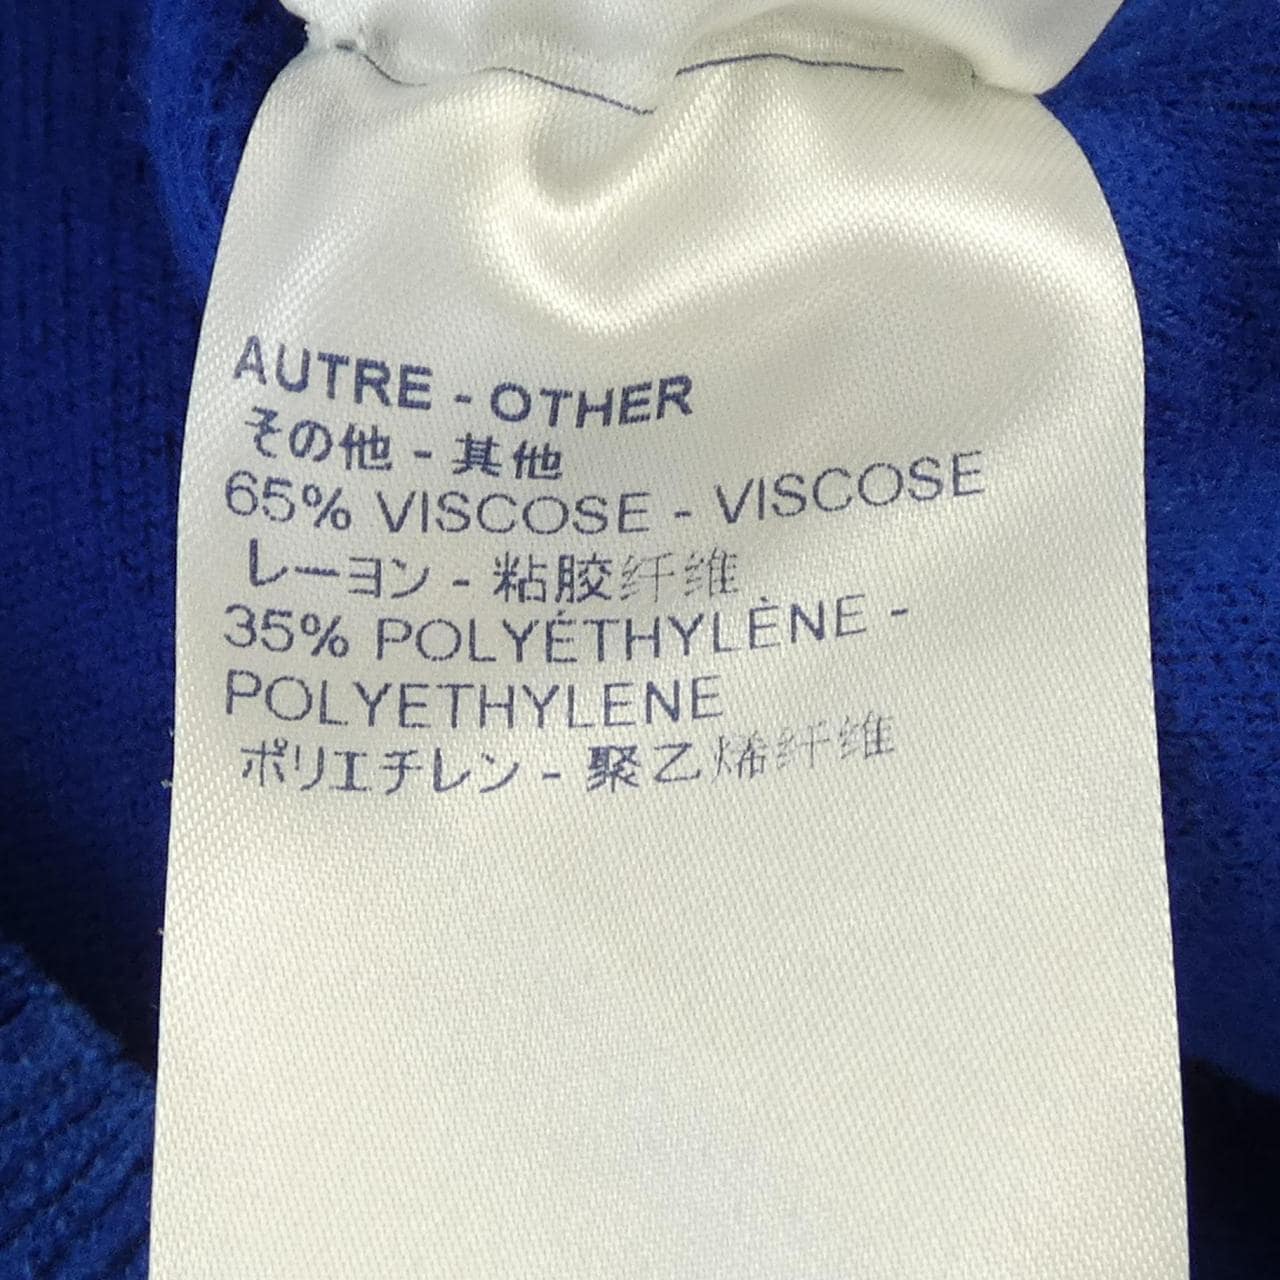 AUTRE - OTHER
その他 - 其他
65% VISCOSE - VISCOSE
レーヨン - 粘胶纤维
35% POLYÉTHYLÈNE -
POLYETHYLENE
ポリエチレン - 聚乙烯纤维